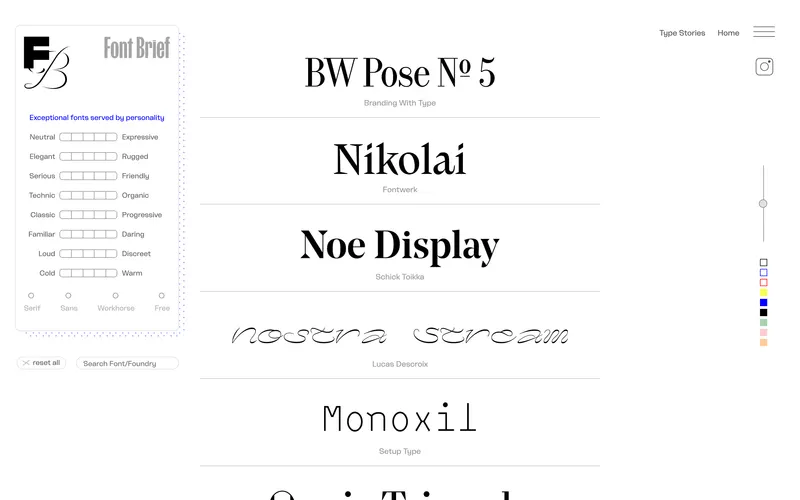 FB
Font Brief
Exceptional fonts served by personality
Neutral Expressive
Elegant Rugged
Serious Friendly
Technic Organic
Classic Progressive
Familiar Daring
Loud Discreet
Cold Warm
Serif Sans Workhorse Free
reset all
Search Font/Foundry
BW Pose Nº 5
Branding With Type
Nikolai
Fontwerk
Noe Display
Schick Toikka
nostra stream
Lucas Descroix
Monoxil
Setup Type
Type Stories Home